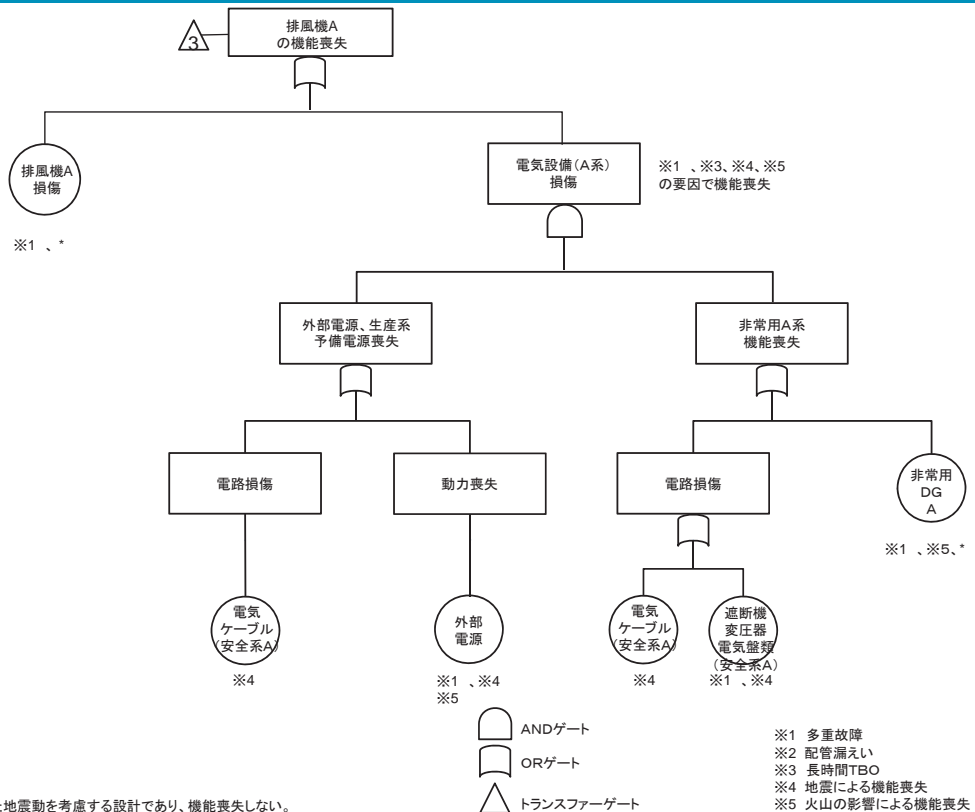 排風機A
の機能喪失
3
排風機A
損傷
※1 、*
電気設備(A系)
損傷
※1 、※3、※4、※5
の要因で機能喪失
外部電源、生産系
予備電源喪失
非常用A系
機能喪失
電路損傷
動力喪失
電路損傷
非常用
DG
A
※1 、※5、*
電気
ケーブル
(安全系A)
※4
外部
電源
※1 、※4
※5
電気
ケーブル
(安全系A)
※4
遮断機
変圧器
電気盤類
(安全系A)
※1 、※4
ANDゲート
ORゲート
トランスファーゲート
※1 多重故障
※2 配管漏えい
※3 長時間TBO
※4 地震による機能喪失
※5 火山の影響による機能喪失
地震動を考慮する設計であり、機能喪失しない。